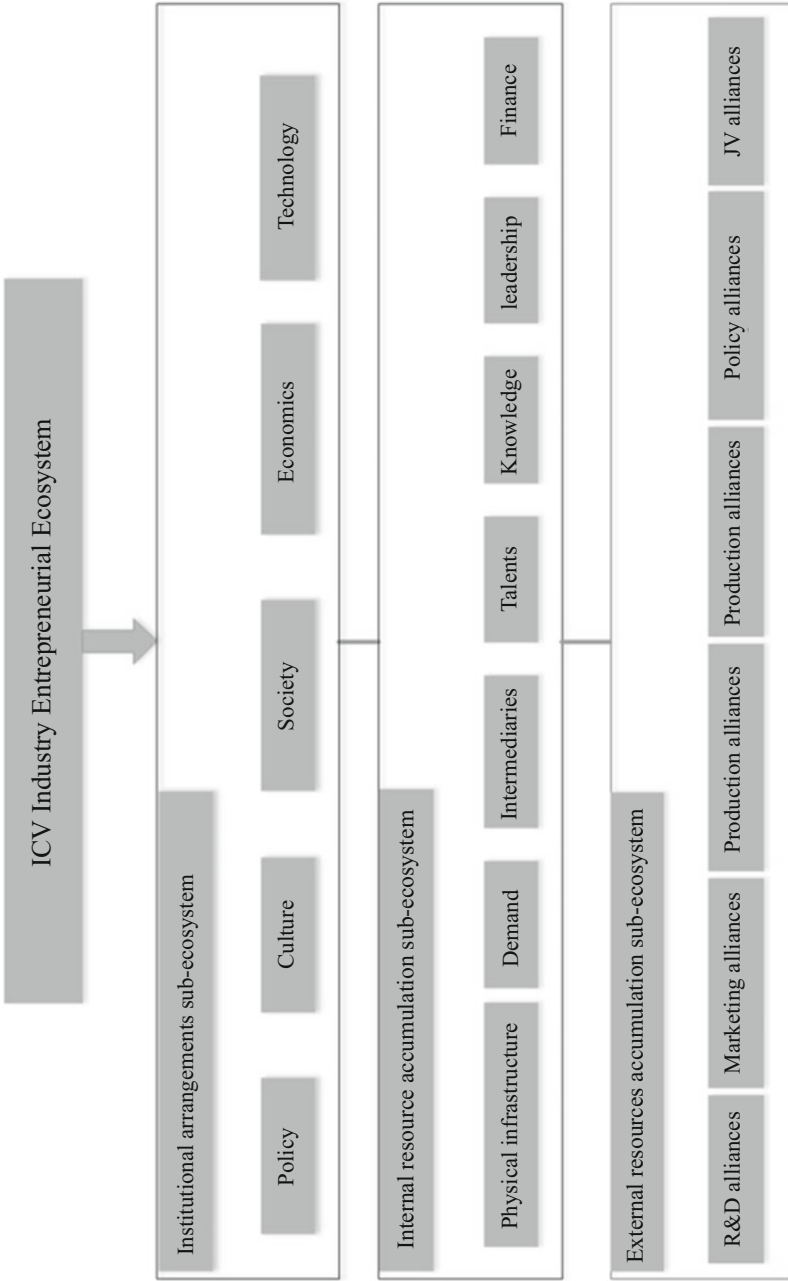 ICV Industry Entrepreneurial Ecosystem
Institutional arrangements sub-ecosystem
Policy
Culture
Society
Economics
Technology
Internal resource accumulation sub-ecosystem
Physical infrastructure
Demand
Intermediaries
Talents
Knowledge
leadership
Finance
External resources accumulation sub-ecosystem
R&D alliances
Marketing alliances
Production alliances
Production alliances
Policy alliances
JV alliances